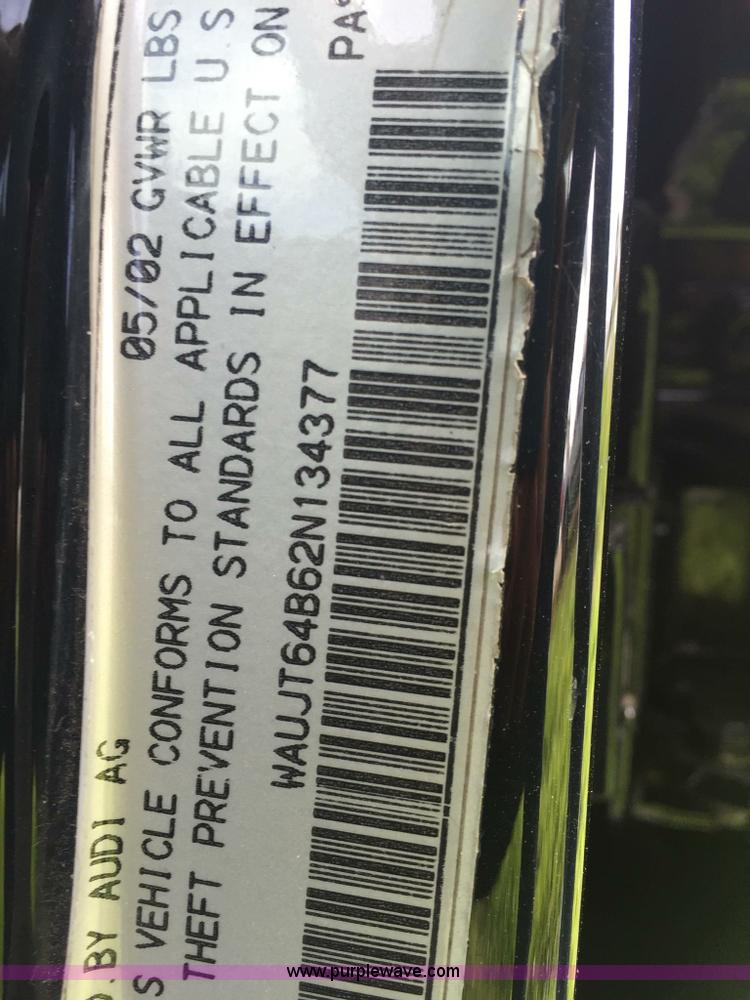 BY AUDI AG
05/02 GVWR LBS
S VEHICLE CONFORMS TO ALL APPLICABLE U.S
THEFT PREVENTION STANDARDS IN EFFECT ON
WAUJT64B62N134377
PA
www.purplewave.com